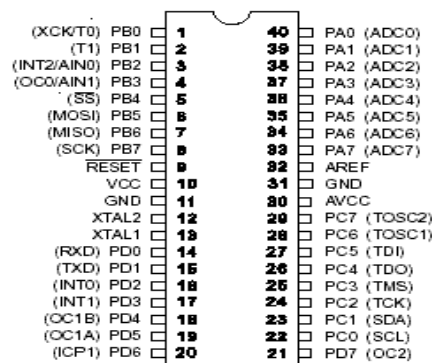 (XCK/T0) PB0 1 40 PA0 (ADC0)
(T1) PB1 2 39 PA1 (ADC1)
(INT2/AIN0) PB2 3 38 PA2 (ADC2)
(OC0/AIN1) PB3 4 37 PA3 (ADC3)
(SS) PB4 5 36 PA4 (ADC4)
(MOSI) PB5 6 35 PA5 (ADC5)
(MISO) PB6 7 34 PA6 (ADC6)
(SCK) PB7 8 33 PA7 (ADC7)
RESET 9 32 AREF
VCC 10 31 GND
GND 11 30 AVCC
XTAL2 12 29 PC7 (TOSC2)
XTAL1 13 28 PC6 (TOSC1)
(RXD) PD0 14 27 PC5 (TDI)
(TXD) PD1 15 26 PC4 (TDO)
(INT0) PD2 16 25 PC3 (TMS)
(INT1) PD3 17 24 PC2 (TCK)
(OC1B) PD4 18 23 PC1 (SDA)
(OC1A) PD5 19 22 PC0 (SCL)
(ICP1) PD6 20 21 PD7 (OC2)